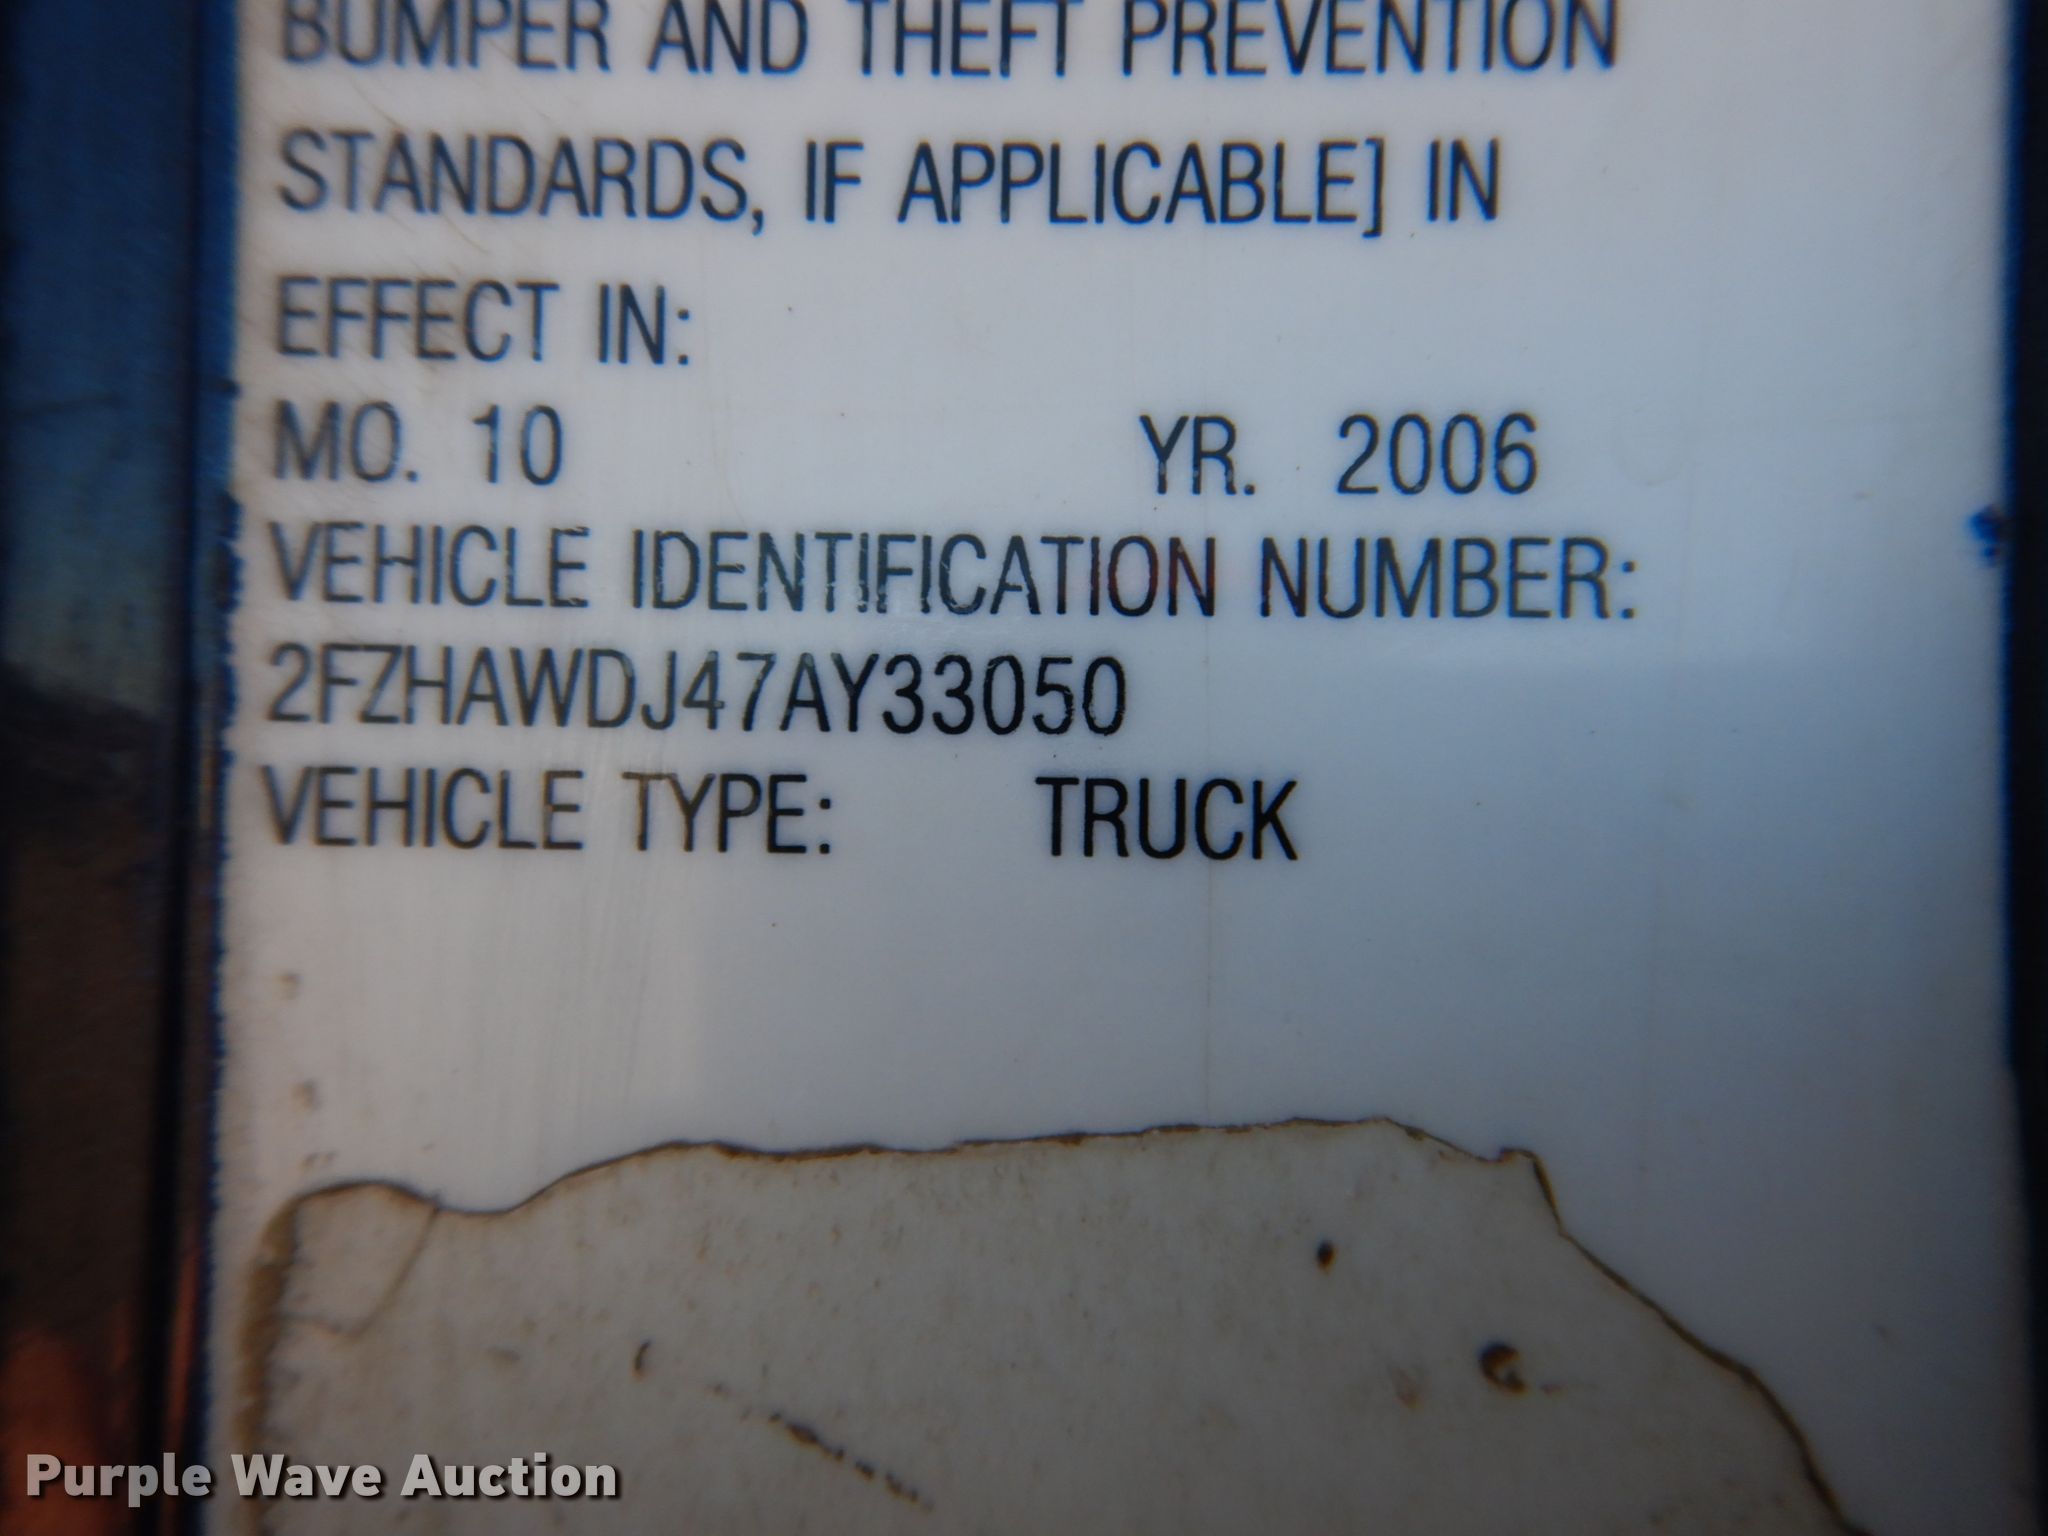 BUMPER AND THEFT PREVENTION
STANDARDS, IF APPLICABLE] IN
EFFECT IN:
MO. 10 YR. 2006
VEHICLE IDENTIFICATION NUMBER:
2FZHAWDJ47AY33050
VEHICLE TYPE: TRUCK
Purple Wave Auction